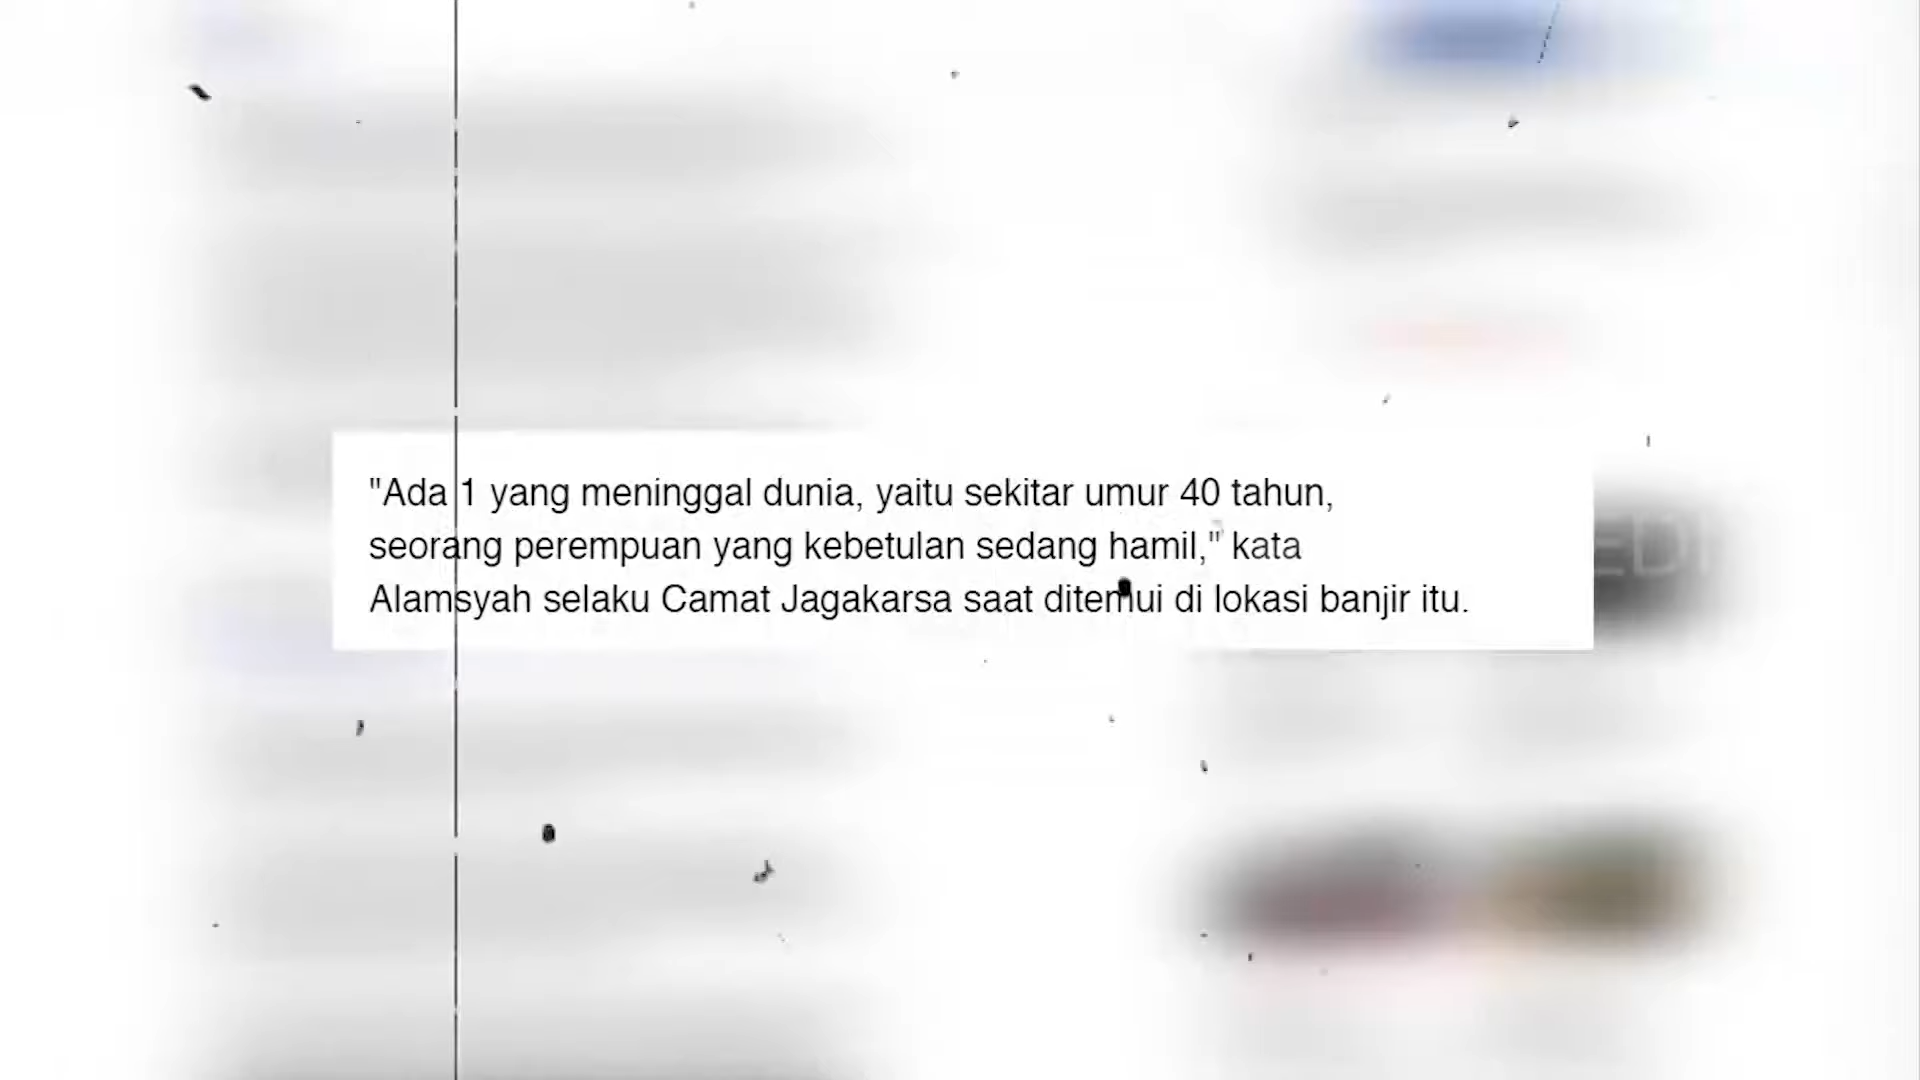 "Ada 1 yang meninggal dunia, yaitu sekitar umur 40 tahun,
seorang perempuan yang kebetulan sedang hamil," kata
Alamsyah selaku Camat Jagakarsa saat ditemui di lokasi banjir itu.